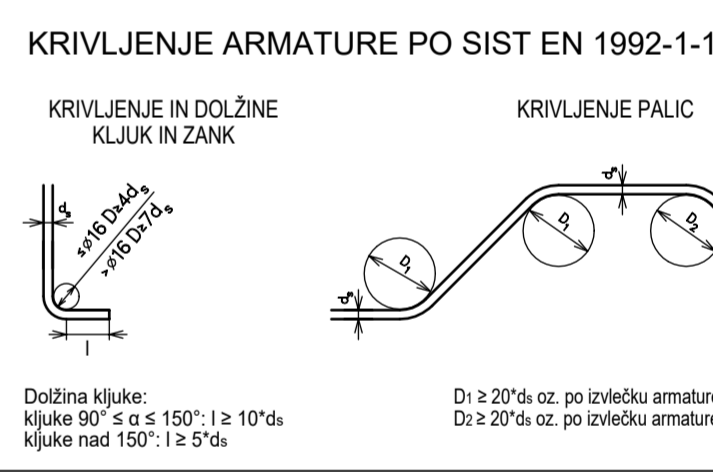 KRIVLJENJE ARMATURE PO SIST EN 1992-1-1
KRIVLJENJE IN DOLŽINE
KLJUK IN ZANK
KRIVLJENJE PALIC
ds
≤ø16 D≥4ds
>ø16 D≥7ds
l
ds
D1
ds
D1
D2
Dolžina kljuke:
kljuke 90° ≤ α ≤ 150°: l ≥ 10*ds
kljuke nad 150°: l ≥ 5*ds
D1 ≥ 20*ds oz. po izvlečku armature
D2 ≥ 20*ds oz. po izvlečku armature